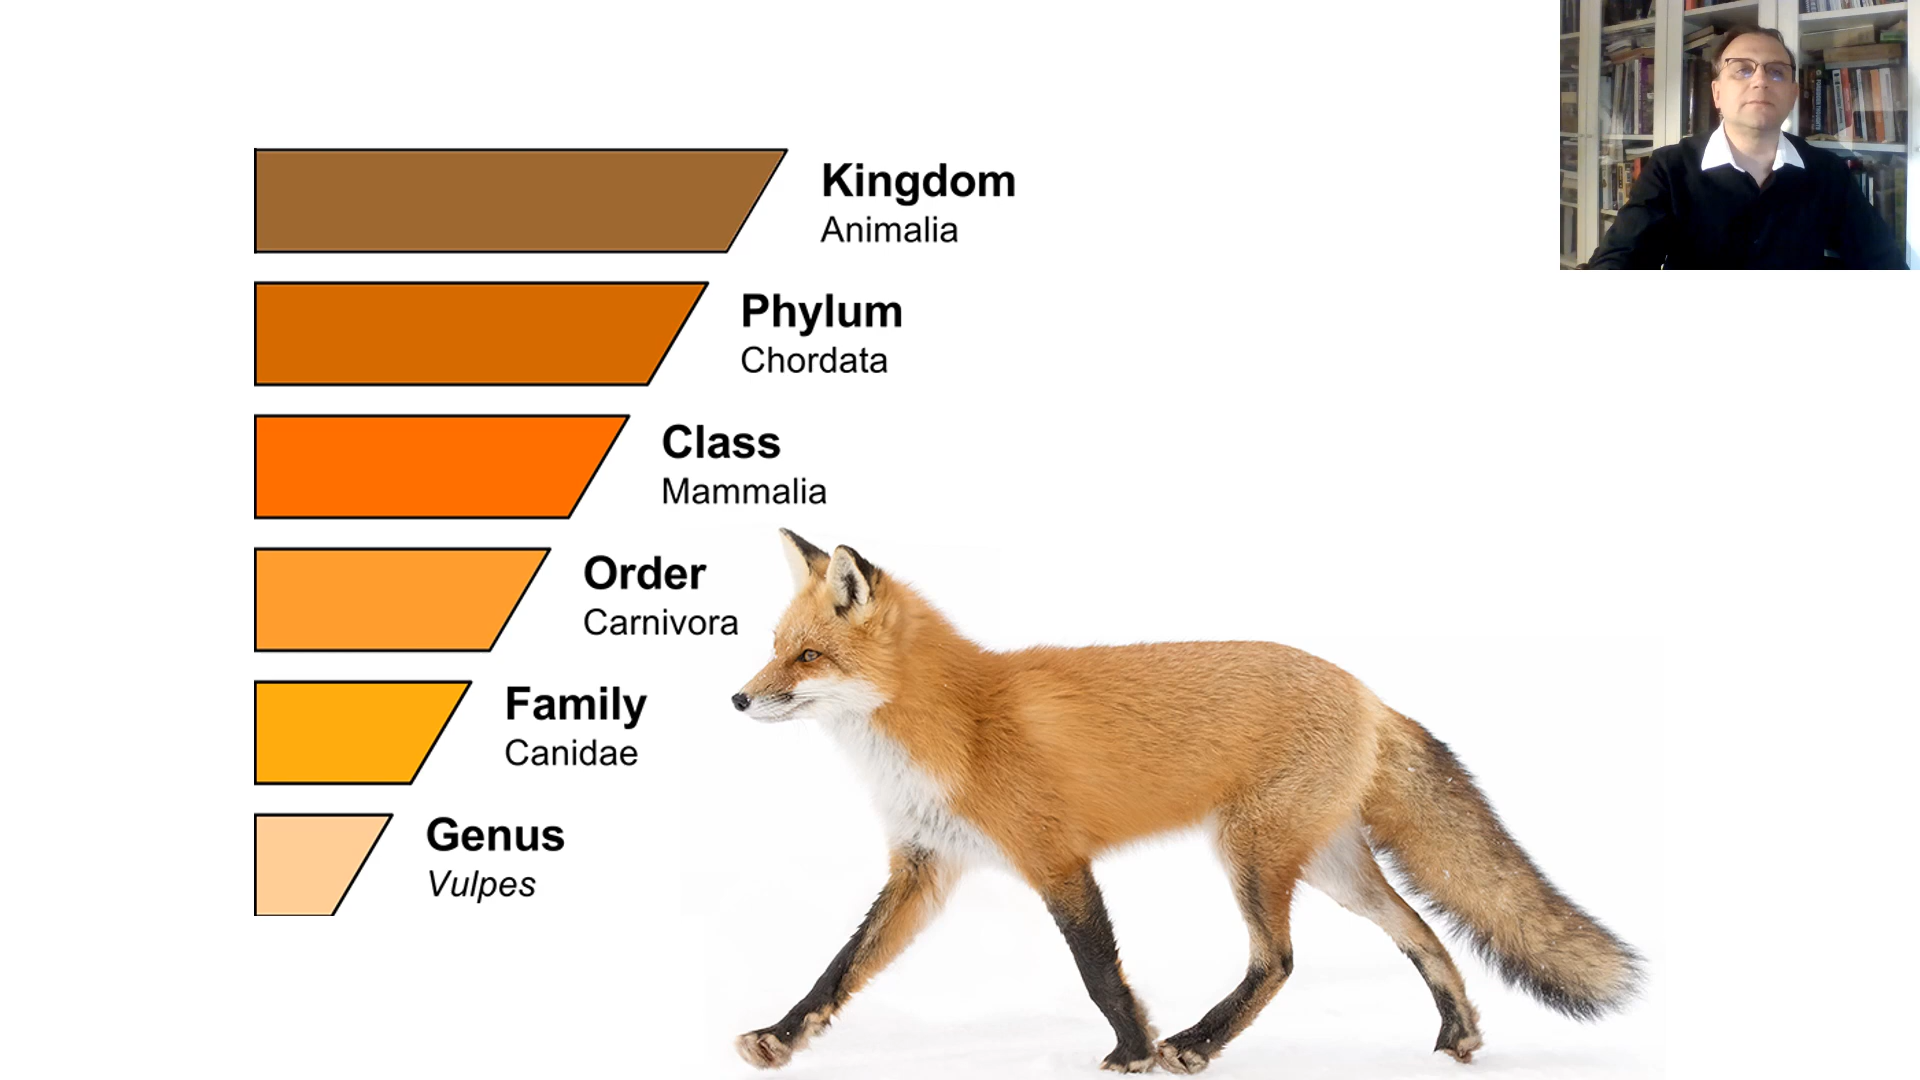 Kingdom
Animalia
Phylum
Chordata
Class
Mammalia
Order
Carnivora
Family
Canidae
Genus
Vulpes